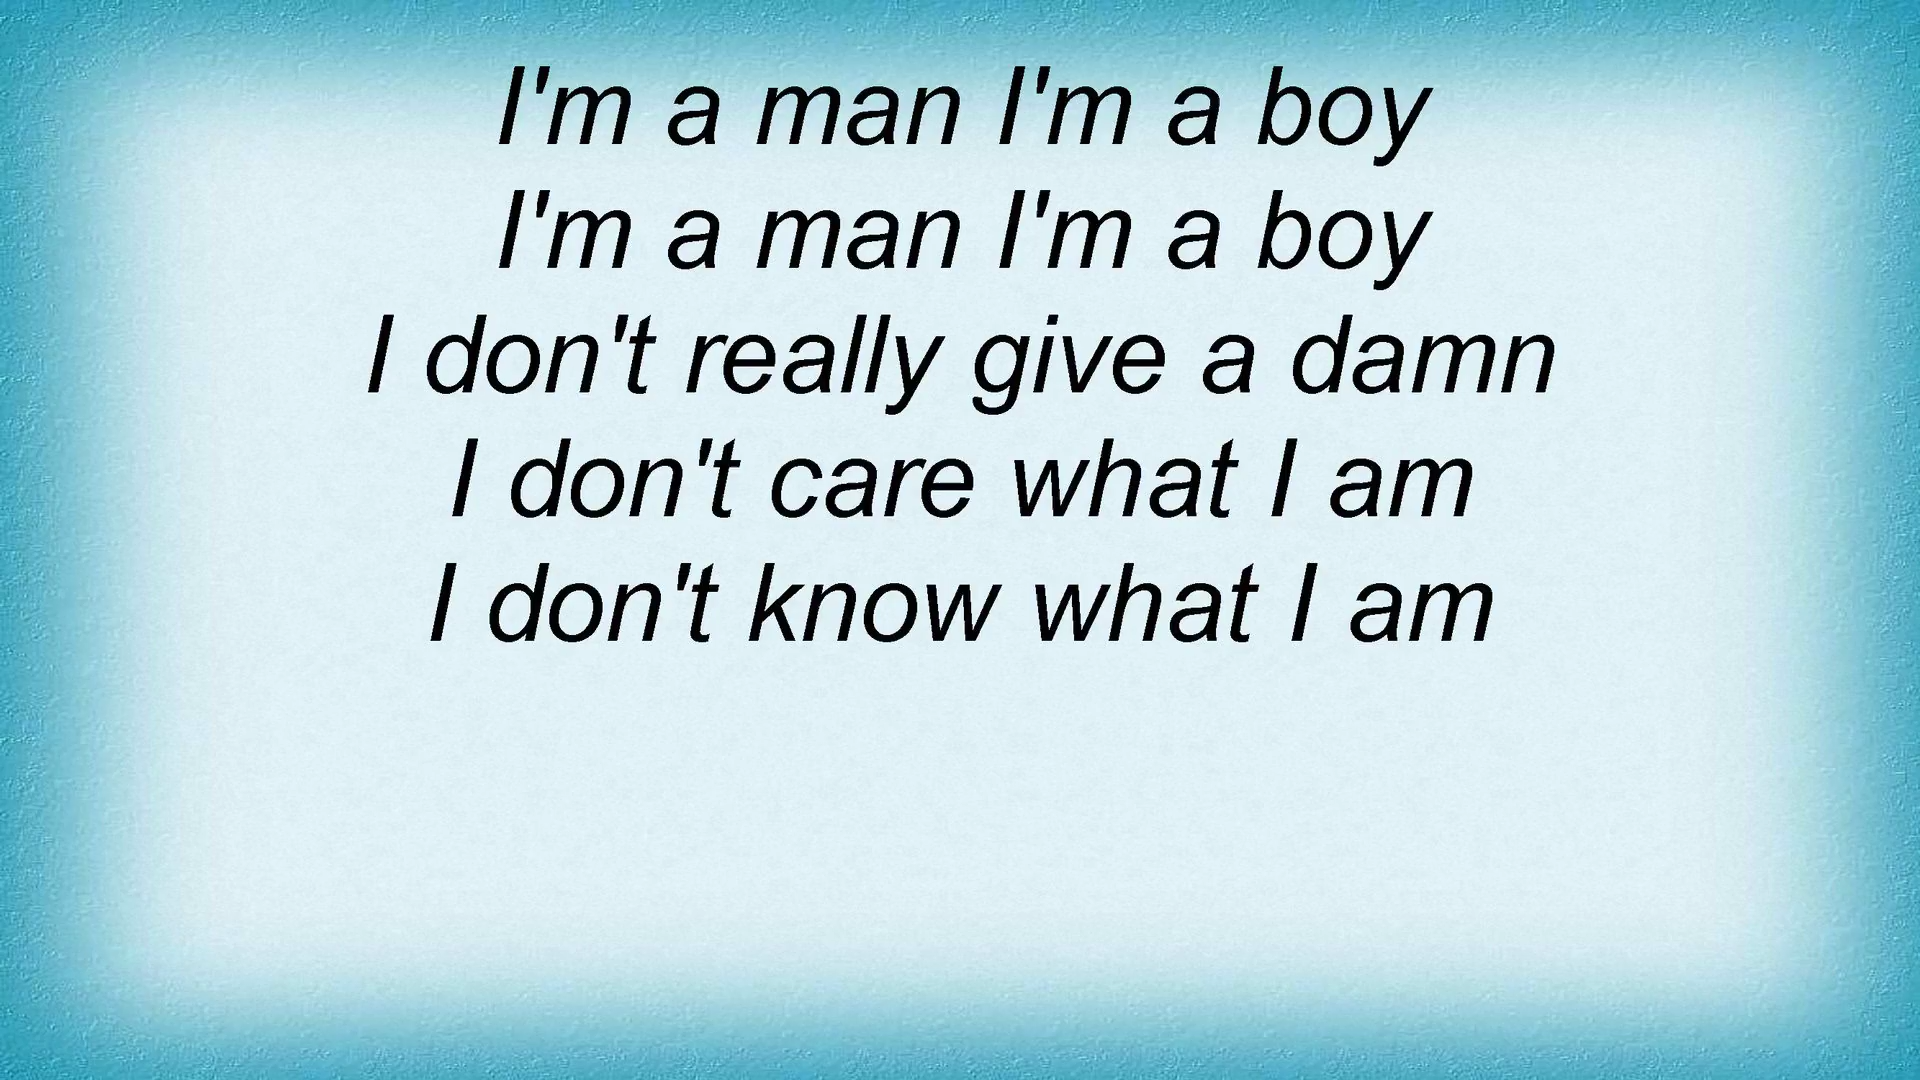 I'm a man I'm a boy
I'm a man I'm a boy
I don't really give a damn
I don't care what I am
I don't know what I am